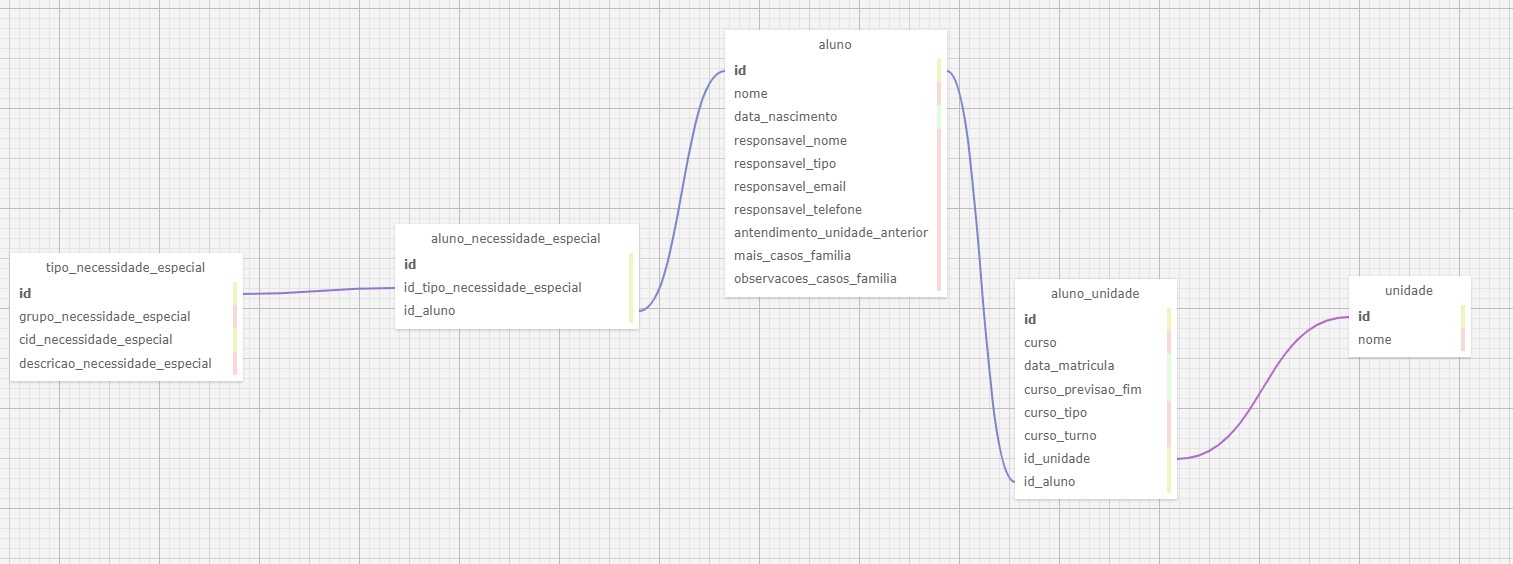 aluno
id
nome
data_nascimento
responsavel_nome
responsavel_tipo
responsavel_email
responsavel_telefone
antendimento_unidade_anterior
mais_casos_familia
observacoes_casos_familia
aluno_necessidade_especial
id
id_tipo_necessidade_especial
id_aluno
tipo_necessidade_especial
id
grupo_necessidade_especial
cid_necessidade_especial
descricao_necessidade_especial
aluno_unidade
id
curso
data_matricula
curso_previsao_fim
curso_tipo
curso_turno
id_unidade
id_aluno
unidade
id
nome